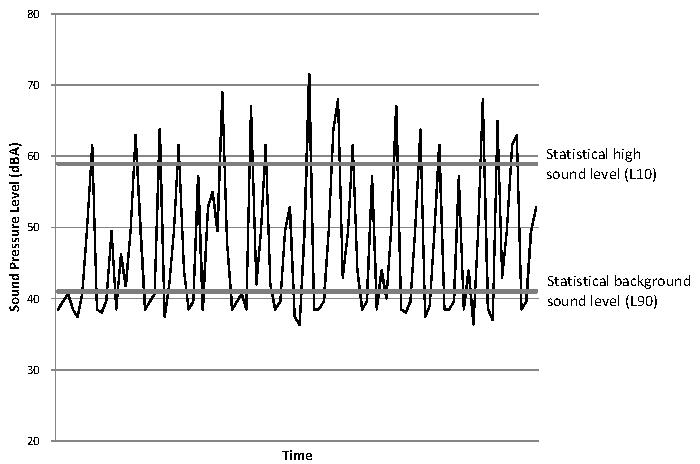 80
70
60
50
40
30
20
Sound Pressure Level (dBA)
Time
Statistical high
sound level (L10)
Statistical background
sound level (L90)